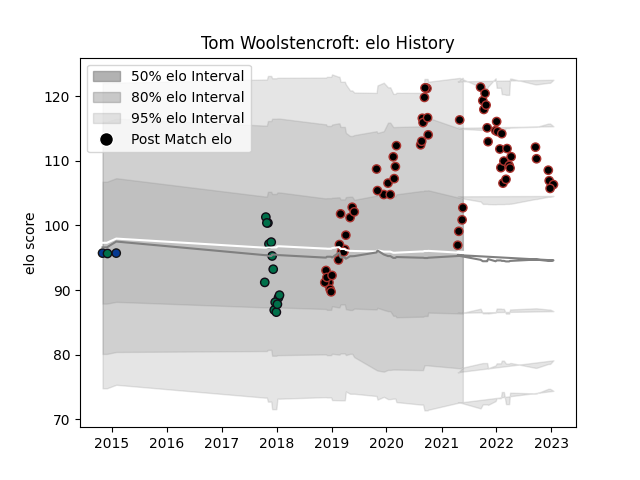 Tom Woolstencroft: elo History
50% elo Interval
80% elo Interval
95% elo Interval
Post Match elo
elo score
120
110
100
90
80
70
2015 2016 2017 2018 2019 2020 2021 2022 2023